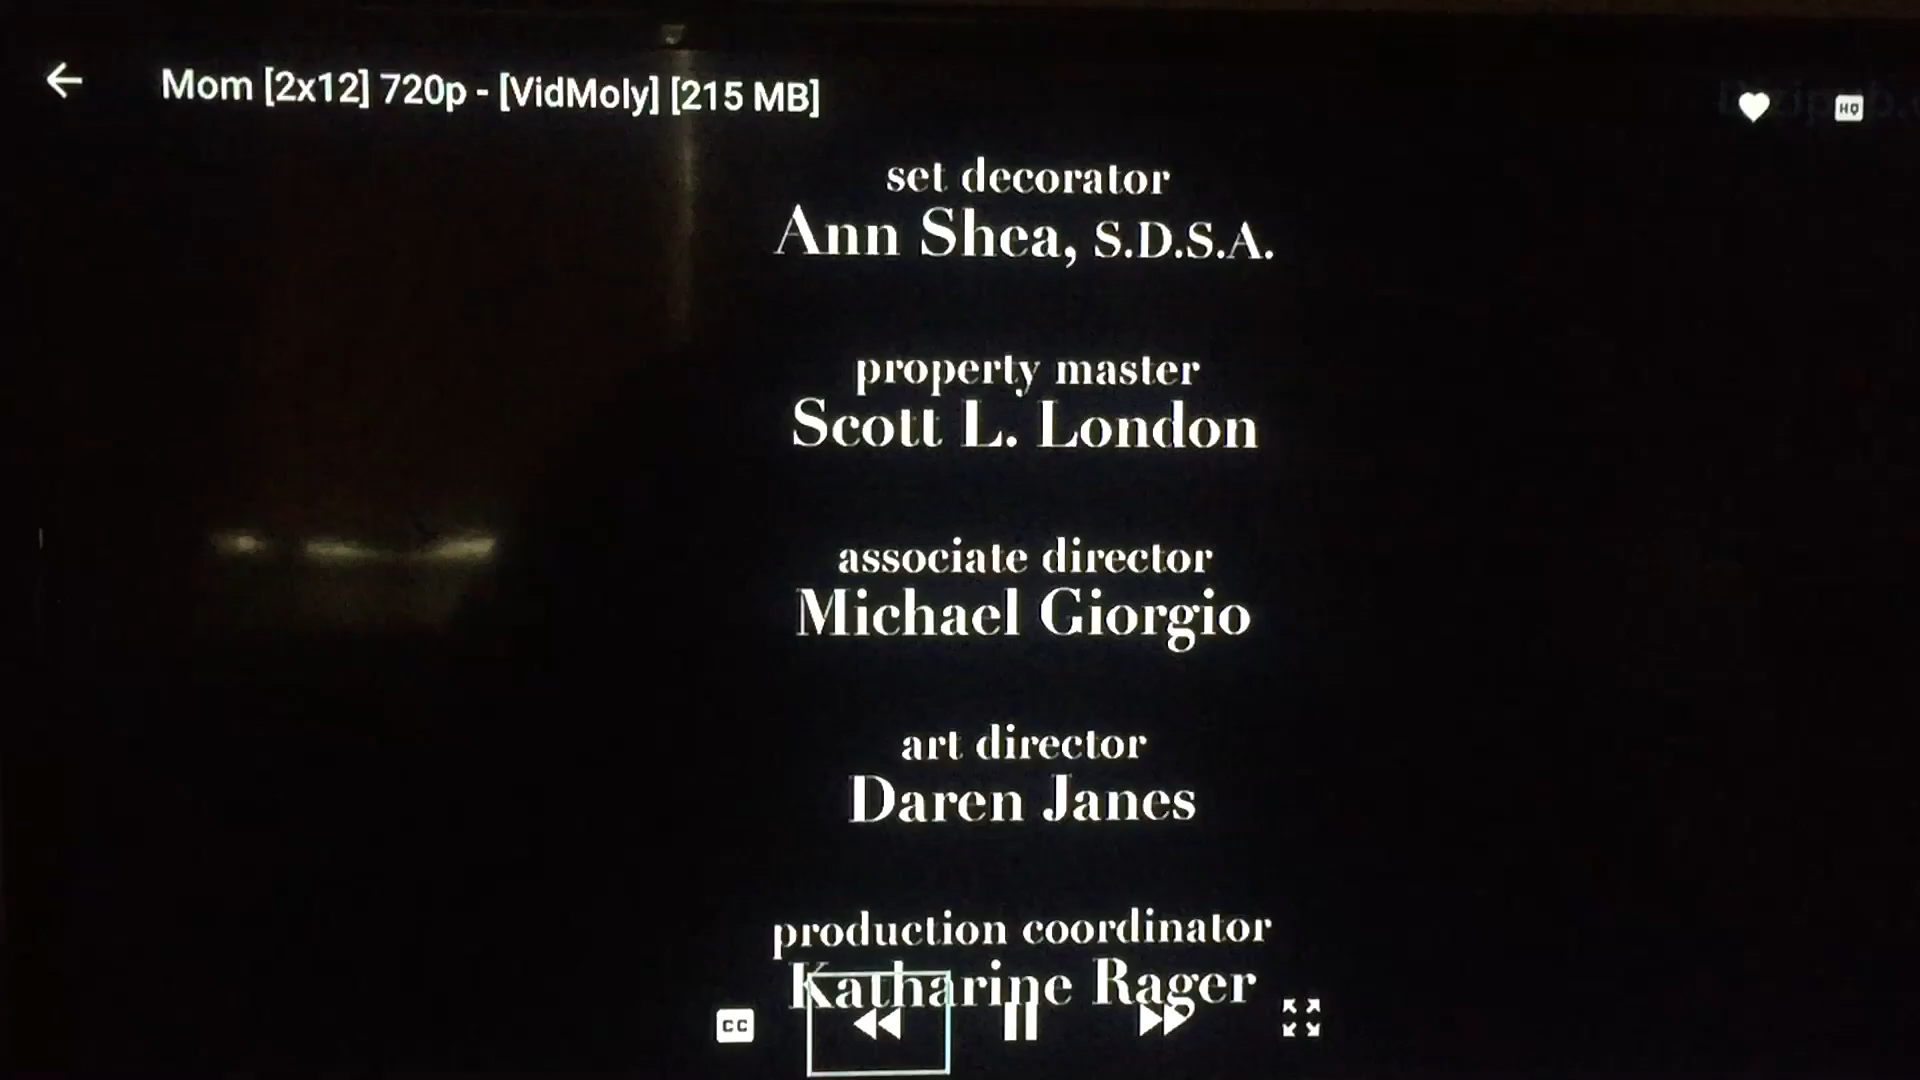 Mom [2x12] 720p - [VidMoly] [215 MB]
HQ
set decorator
Ann Shea, S.D.S.A.
property master
Scott L. London
associate director
Michael Giorgio
art director
Daren Janes
production coordinator
Katharine Rager
CC